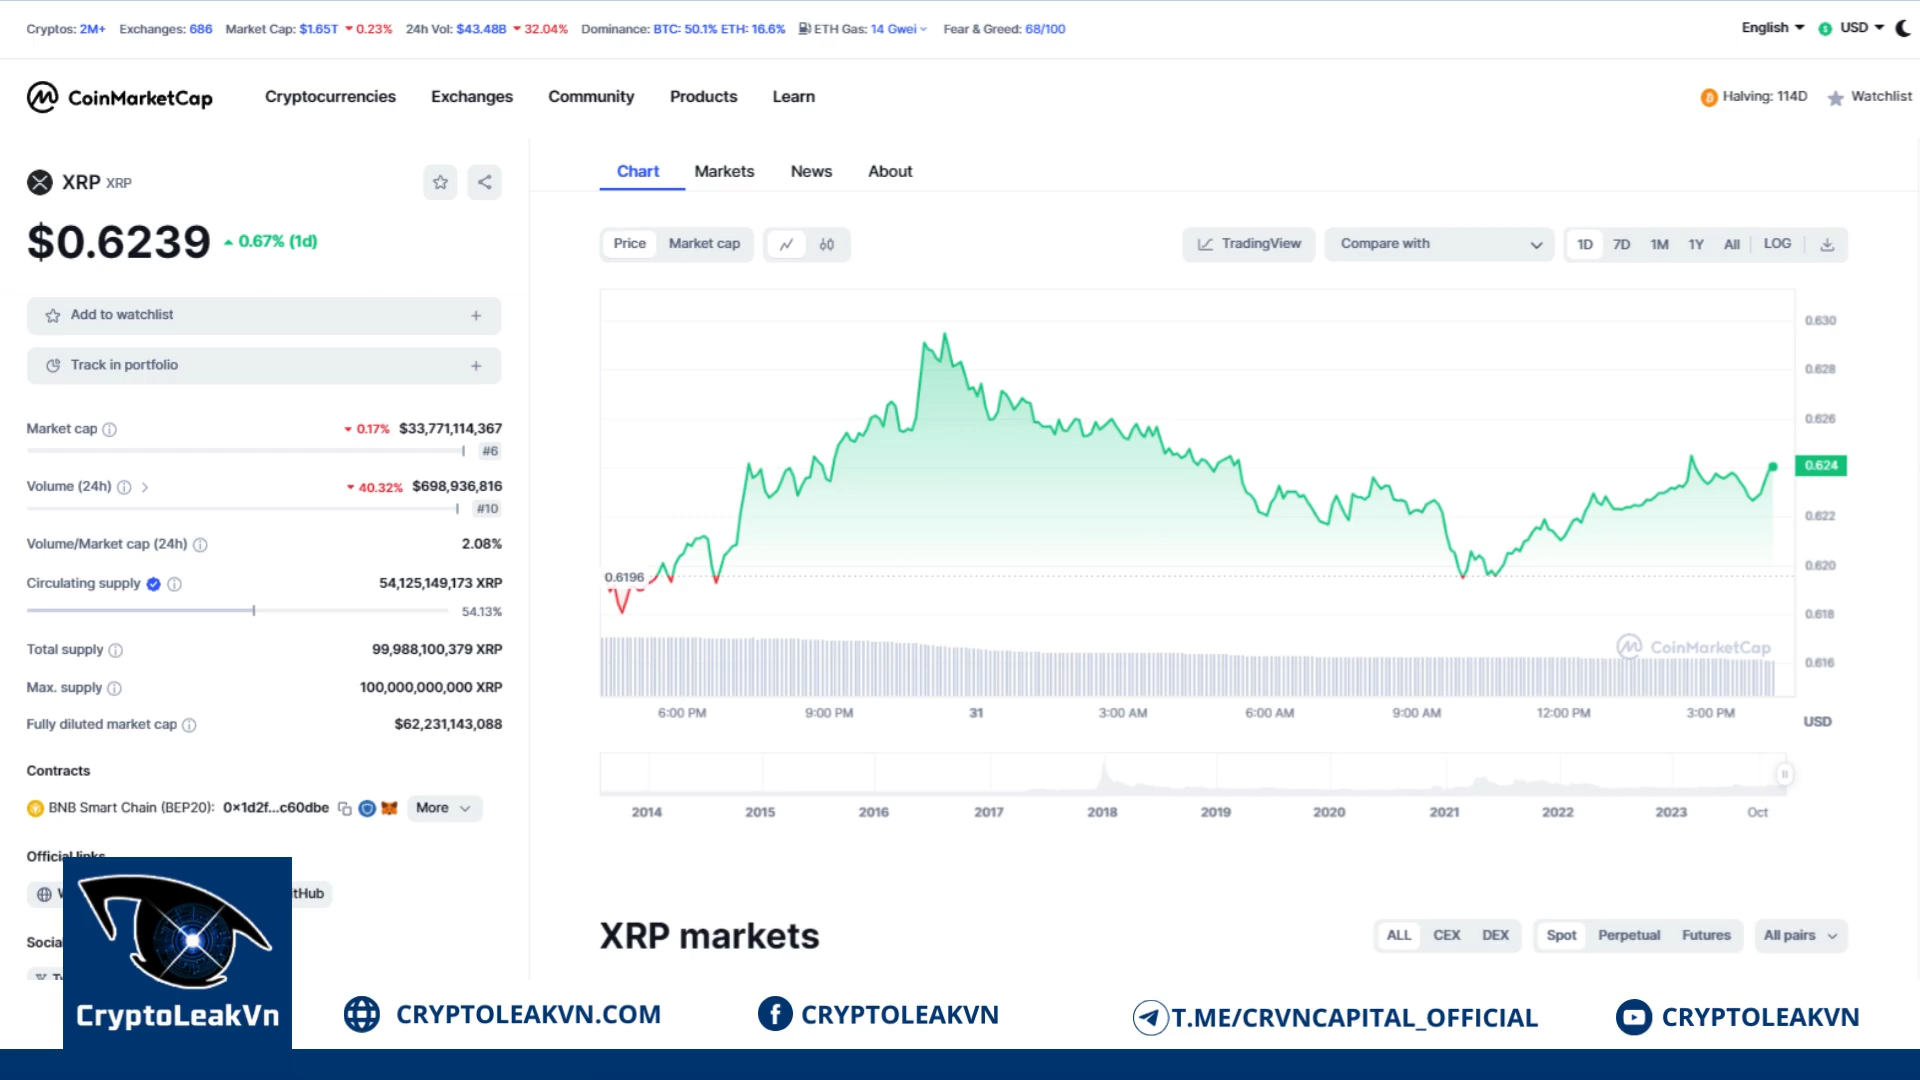 Cryptos: 2M+ Exchanges: 686 Market Cap: $1.65T 0.23% 24h Vol: $43.48B 32.04% Dominance: BTC: 50.1% ETH: 16.6% ETH Gas: 14 Gwei Fear & Greed: 68/100
English USD
CoinMarketCap Cryptocurrencies Exchanges Community Products Learn
Halving: 114D Watchlist
XRP XRP
$0.6239 0.67% (1d)
Add to watchlist
Track in portfolio
Market cap 0.17% $33,771,114,367
#6
Volume (24h) 40.32% $698,936,816
#10
Volume/Market cap (24h) 2.08%
Circulating supply 54,125,149,173 XRP
54.13%
Total supply 99,988,100,379 XRP
Max. supply 100,000,000,000 XRP
Fully diluted market cap $62,231,143,088
Contracts
BNB Smart Chain (BEP20): 0x1d2f...c60dbe More
Official links
tHub
Socia
Chart Markets News About
Price Market cap
TradingView Compare with 1D 7D 1M 1Y All LOG
0.630
0.628
0.626
0.624
0.622
0.620
0.618
0.616
0.6196
CoinMarketCap
6:00 PM 9:00 PM 31 3:00 AM 6:00 AM 9:00 AM 12:00 PM 3:00 PM
USD
2014 2015 2016 2017 2018 2019 2020 2021 2022 2023 Oct
XRP markets
ALL CEX DEX Spot Perpetual Futures All pairs
CryptoLeakVn
CRYPTOLEAKVN.COM CRYPTOLEAKVN T.ME/CRVNCAPITAL_OFFICIAL CRYPTOLEAKVN